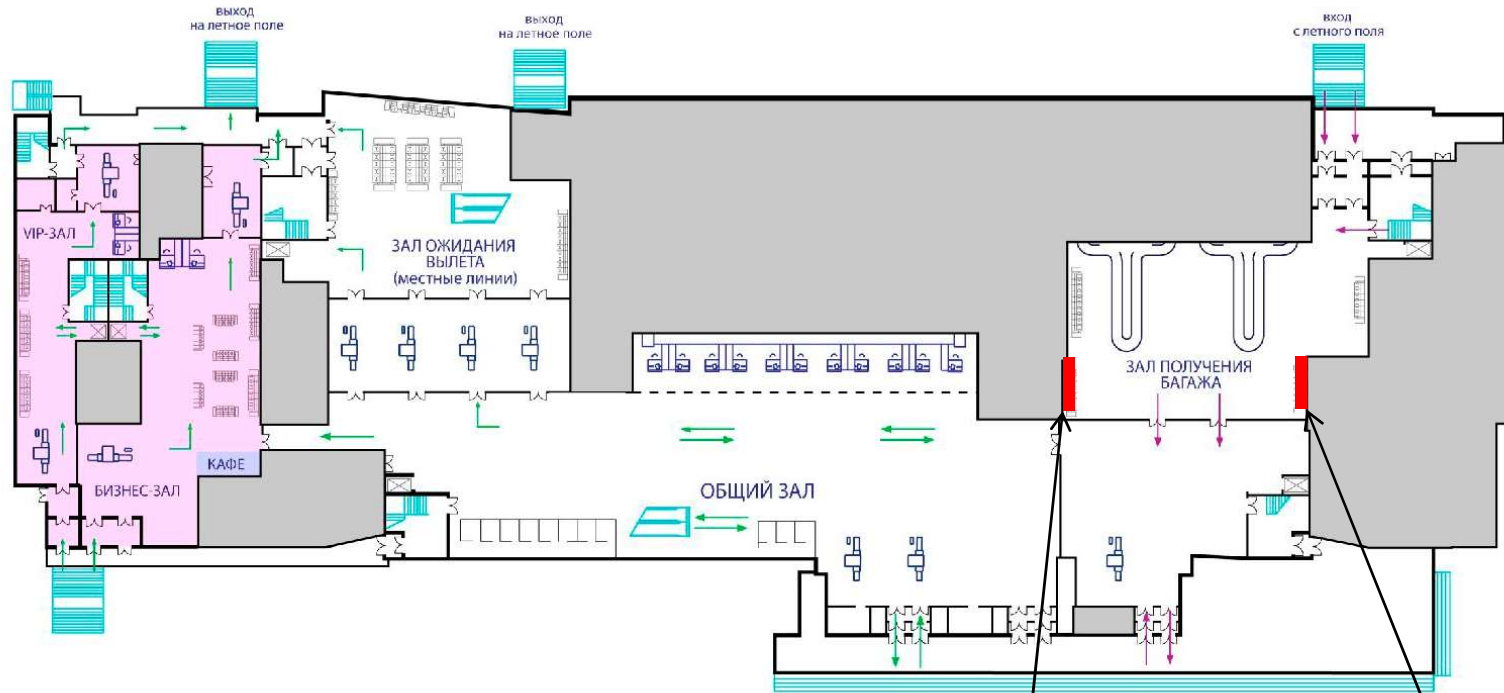 выход
на летное поле
выход
на летное поле
вход
с летного поля
VIP-ЗАЛ
ЗАЛ ОЖИДАНИЯ
ВЫЛЕТА
(местные линии)
ЗАЛ ПОЛУЧЕНИЯ
БАГАЖА
КАФЕ
БИЗНЕС-ЗАЛ
ОБЩИЙ ЗАЛ